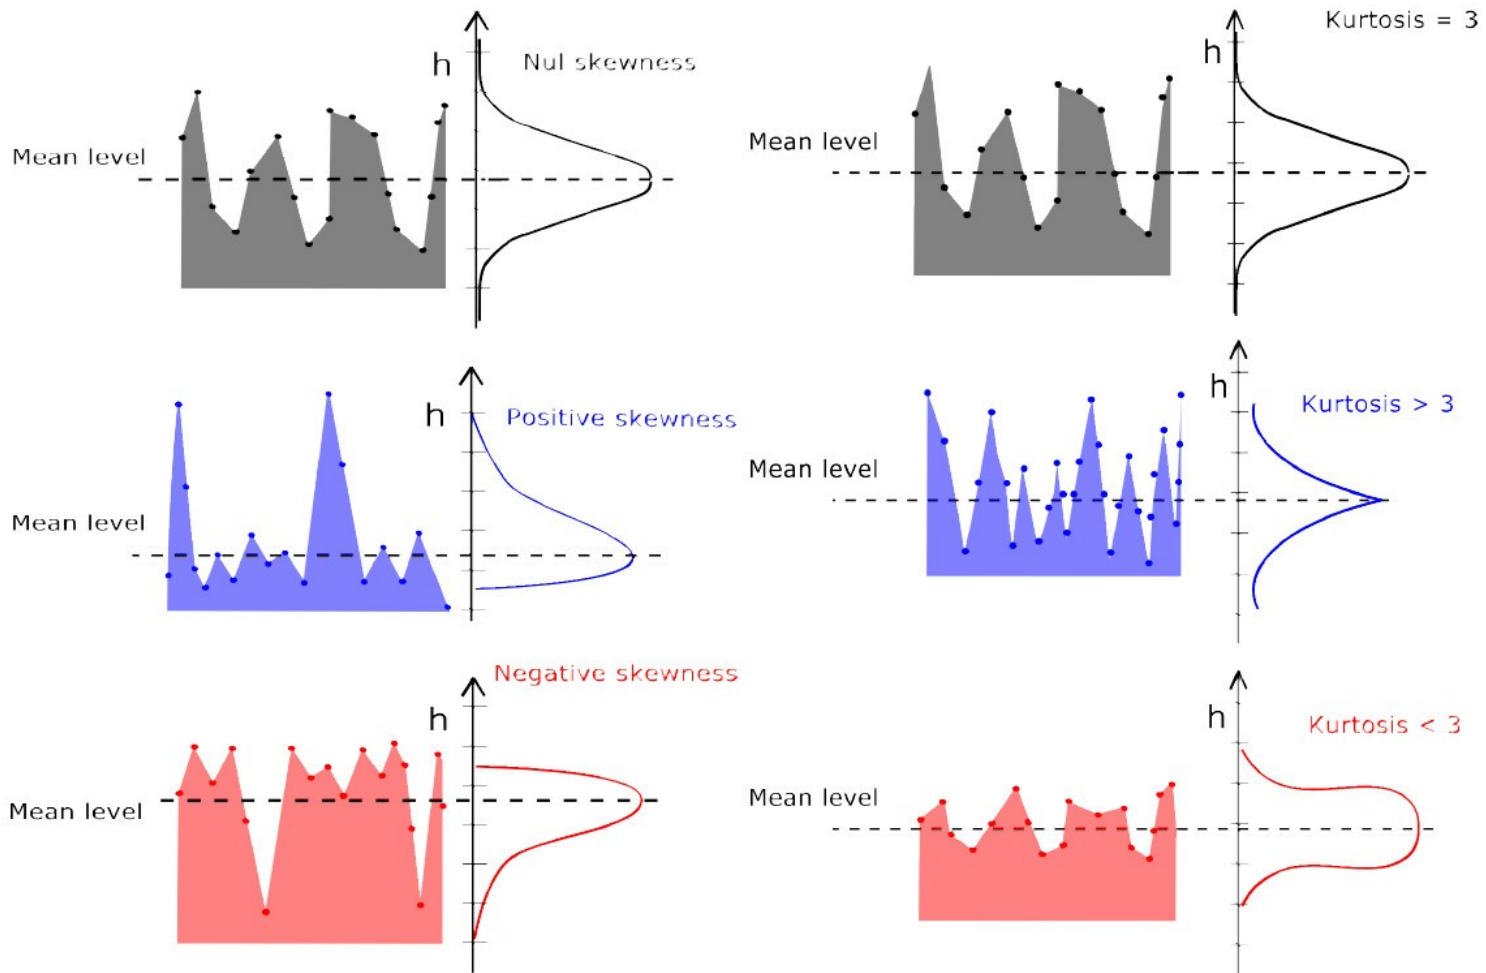 h
Nul skewness
Mean level
Kurtosis = 3
h
Mean level
h
Positive skewness
Mean level
h
Kurtosis > 3
Mean level
Negative skewness
h
Mean level
h
Kurtosis < 3
Mean level